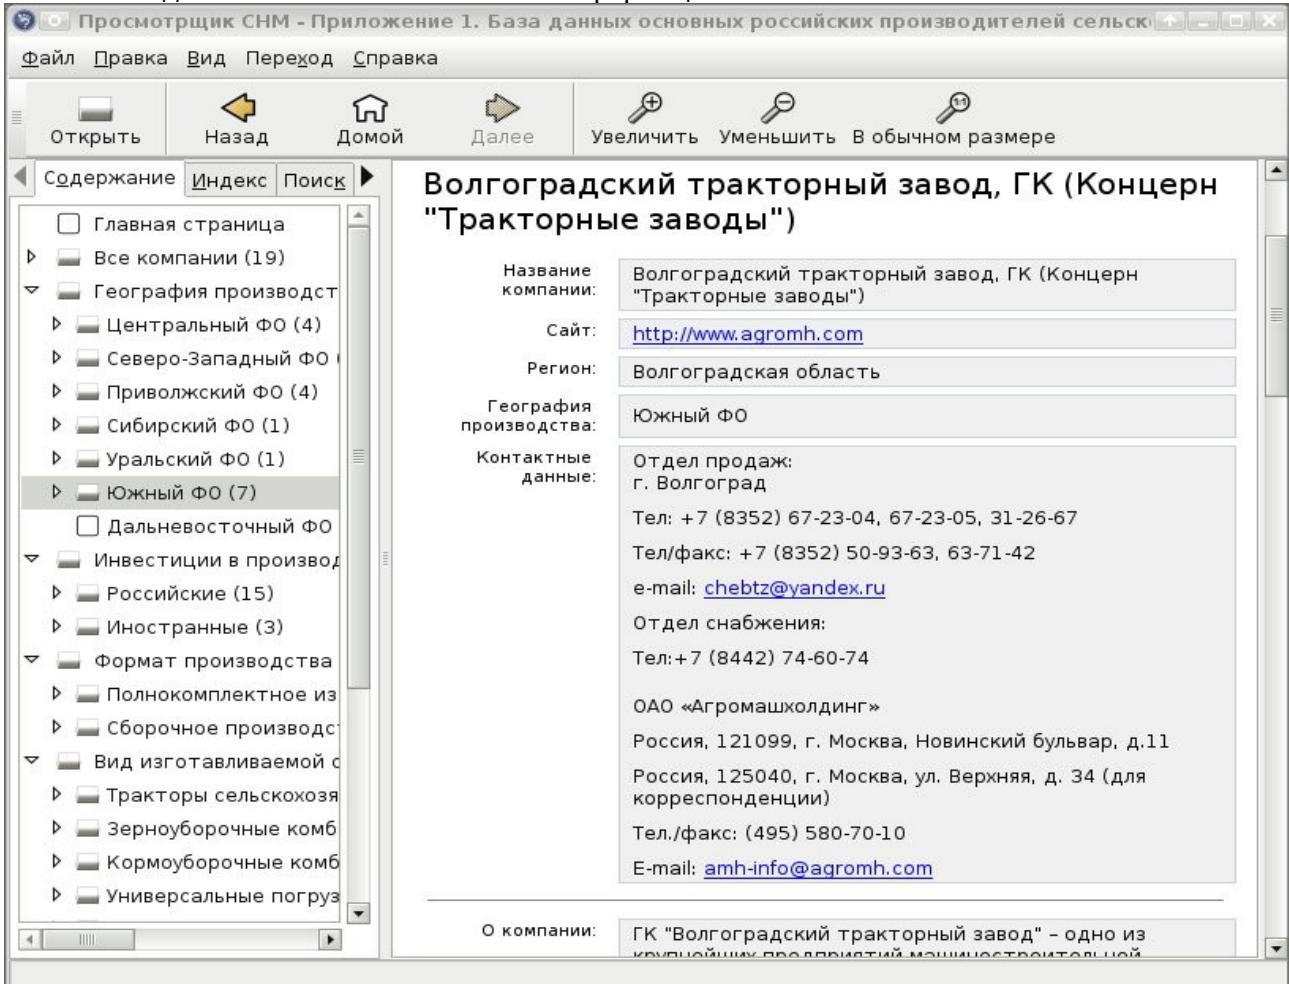 Просмотрщик CHM - Приложение 1. База данных основных российских производителей сельск
Файл Правка Вид Переход Справка
Открыть Назад Домой Далее Увеличить Уменьшить В обычном размере
Содержание Индекс Поиск
Главная страница
Все компании (19)
География производст
Центральный ФО (4)
Северо-Западный ФО (
Приволжский ФО (4)
Сибирский ФО (1)
Уральский ФО (1)
Южный ФО (7)
Дальневосточный ФО
Инвестиции в производ
Российские (15)
Иностранные (3)
Формат производства
Полнокомплектное из
Сборочное производс
Вид изготавливаемой с
Тракторы сельскохозя
Зерноуборочные комб
Кормоуборочные комб
Универсальные погруз
Волгоградский тракторный завод, ГК (Концерн
"Тракторные заводы")
Название
компании:
Волгоградский тракторный завод, ГК (Концерн
"Тракторные заводы")
Сайт:
http://www.agromh.com
Регион:
Волгоградская область
География
производства:
Южный ФО
Контактные
данные:
Отдел продаж:
г. Волгоград
Тел: +7 (8352) 67-23-04, 67-23-05, 31-26-67
Тел/факс: +7 (8352) 50-93-63, 63-71-42
e-mail: chebtz@yandex.ru
Отдел снабжения:
Тел:+7 (8442) 74-60-74
ОАО «Агромашхолдинг»
Россия, 121099, г. Москва, Новинский бульвар, д.11
Россия, 125040, г. Москва, ул. Верхняя, д. 34 (для
корреспонденции)
Тел./факс: (495) 580-70-10
E-mail: amh-info@agromh.com
О компании:
ГК "Волгоградский тракторный завод" – одно из
крупнейших предприятий машиностроительной